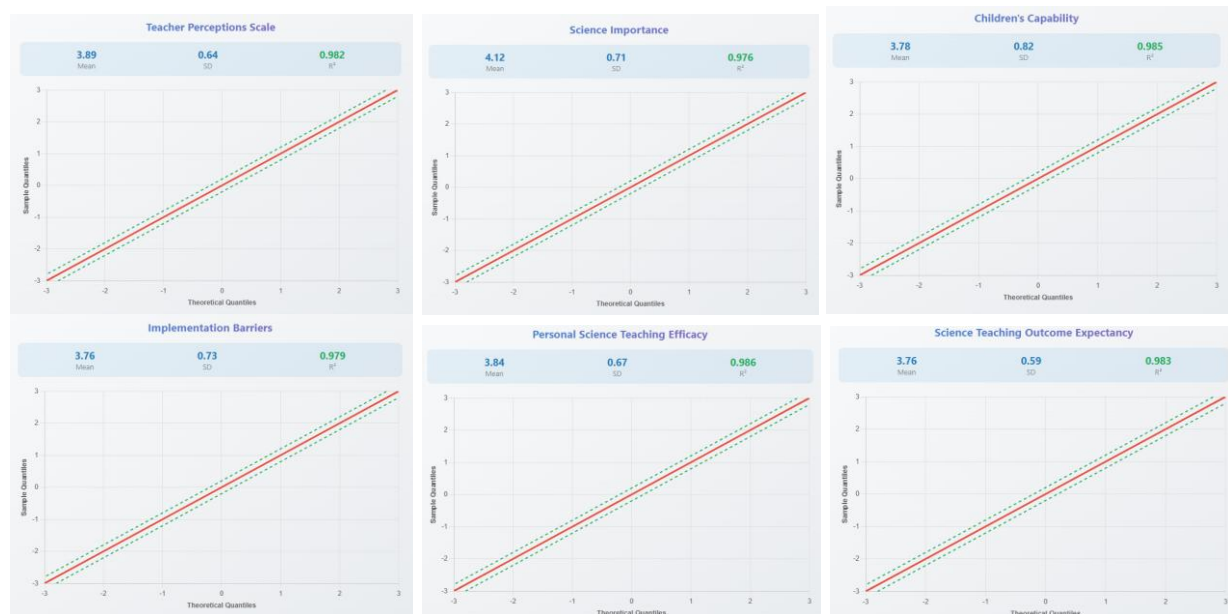 Teacher Perceptions Scale
3.89 0.64 0.982
Mean SD R²
3
2
1
0
-1
-2
-3
Sample Quantiles
-3 -2 -1 0 1 2 3
Theoretical Quantiles
Science Importance
4.12 0.71 0.976
Mean SD R²
3
2
1
0
-1
-2
-3
Sample Quantiles
-3 -2 -1 0 1 2 3
Theoretical Quantiles
Children's Capability
3.78 0.82 0.985
Mean SD R²
3
2
1
0
-1
-2
-3
Sample Quantiles
-3 -2 -1 0 1 2 3
Theoretical Quantiles
Implementation Barriers
3.76 0.73 0.979
Mean SD R²
3
2
1
0
-1
-2
-3
Sample Quantiles
-3 -2 -1 0 1 2 3
Theoretical Quantiles
Personal Science Teaching Efficacy
3.84 0.67 0.986
Mean SD R²
3
2
1
0
-1
-2
-3
Sample Quantiles
-3 -2 -1 0 1 2 3
Theoretical Quantiles
Science Teaching Outcome Expectancy
3.76 0.59 0.983
Mean SD R²
3
2
1
0
-1
-2
-3
Sample Quantiles
-3 -2 -1 0 1 2 3
Theoretical Quantiles